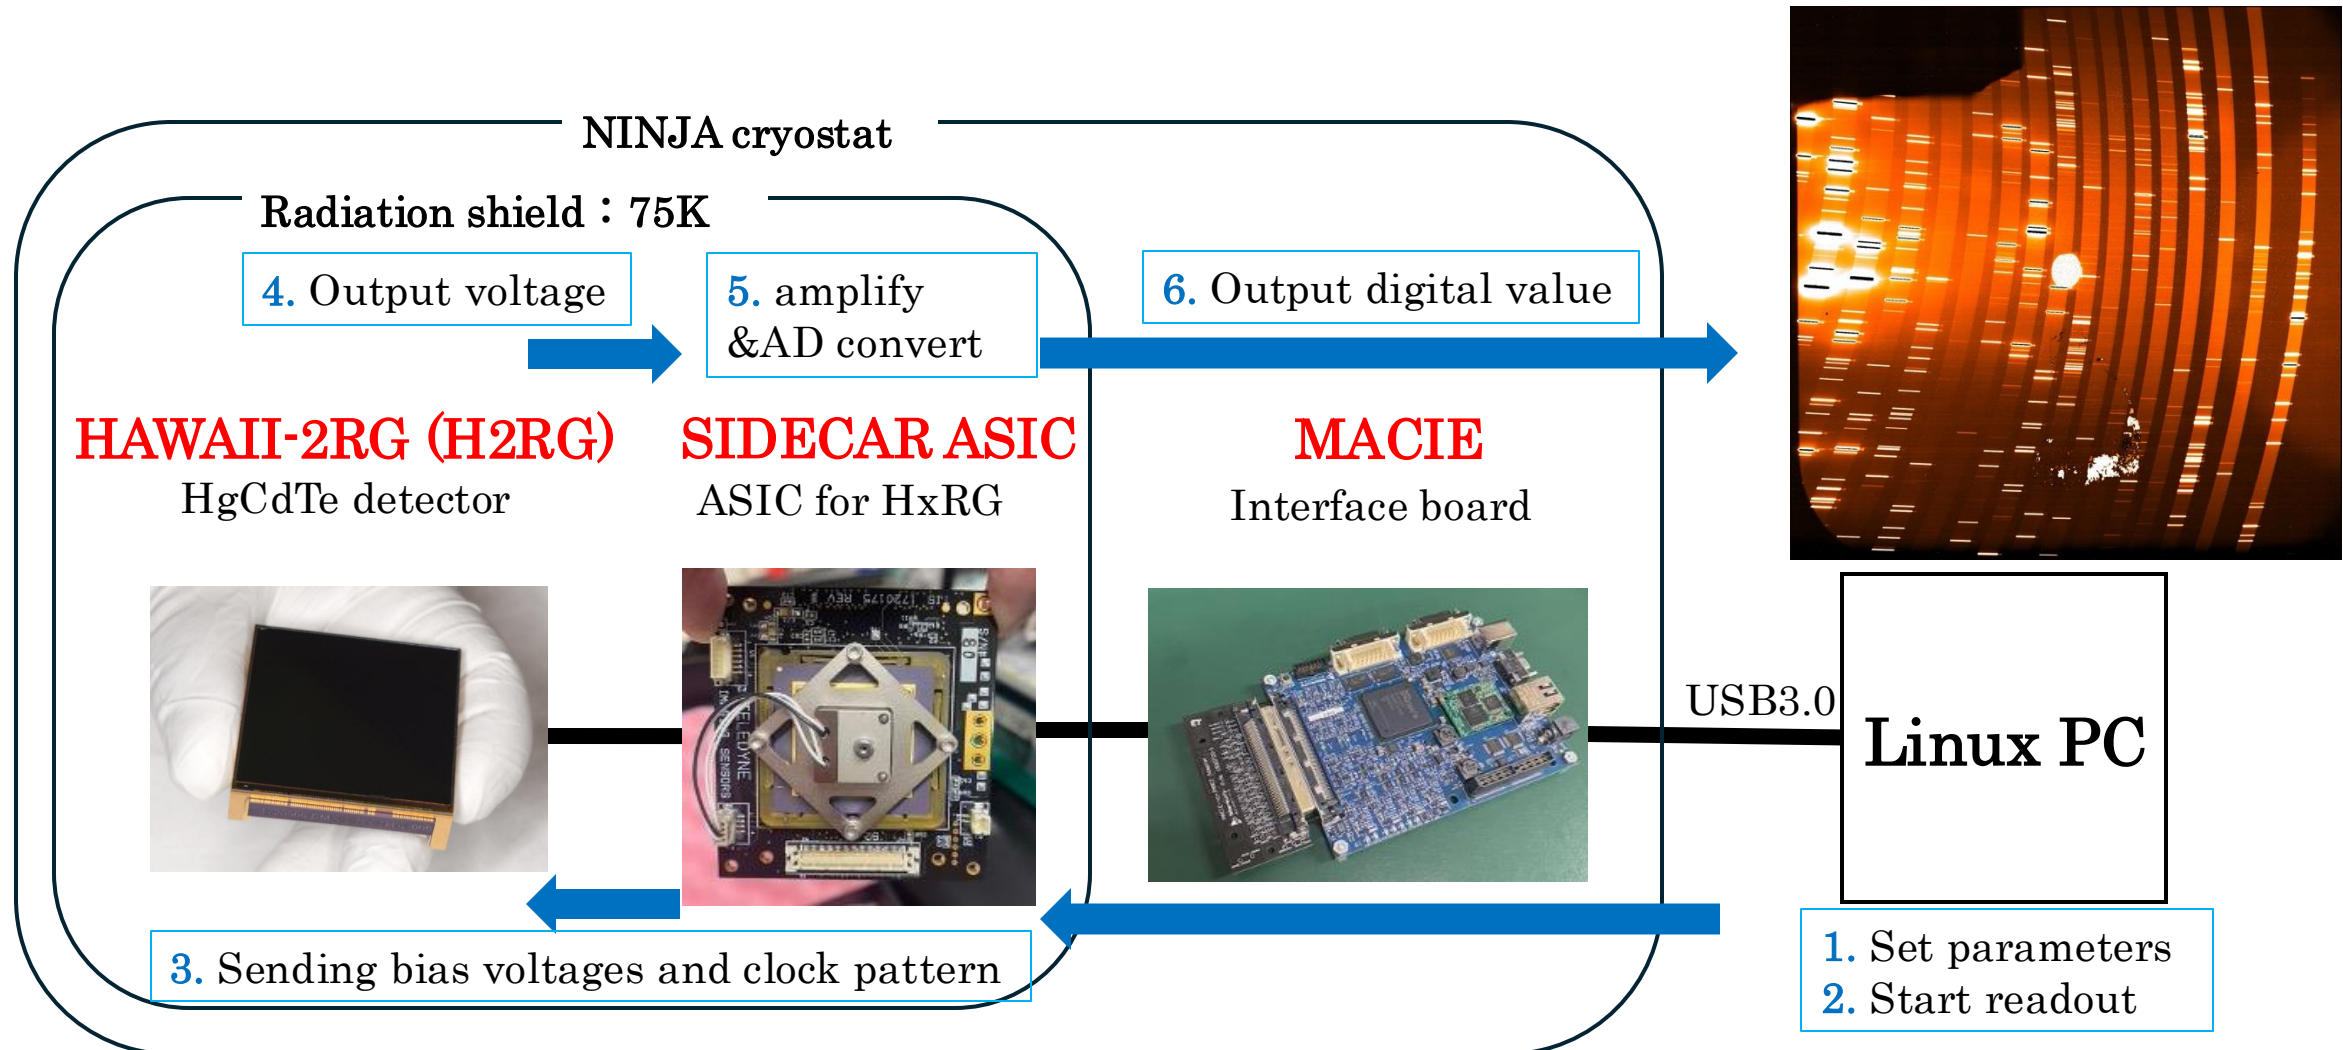 NINJA cryostat
Radiation shield：75K
4. Output voltage
5. amplify
&AD convert
6. Output digital value
HAWAII-2RG (H2RG)
HgCdTe detector
SIDECAR ASIC
ASIC for HxRG
MACIE
Interface board
TELEDYNE
USB3.0
Linux PC
3. Sending bias voltages and clock pattern
1. Set parameters
2. Start readout